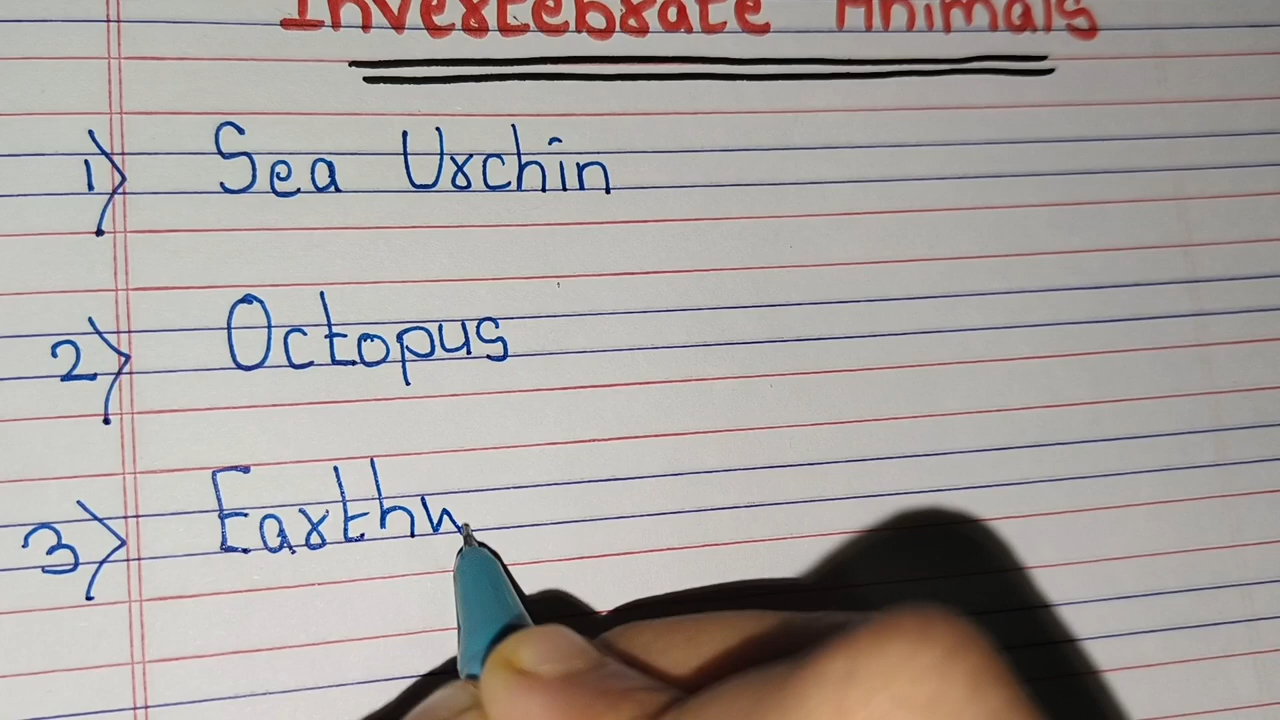 Invertebrate Animals
1) Sea Urchin
2) Octopus
3) Earthw